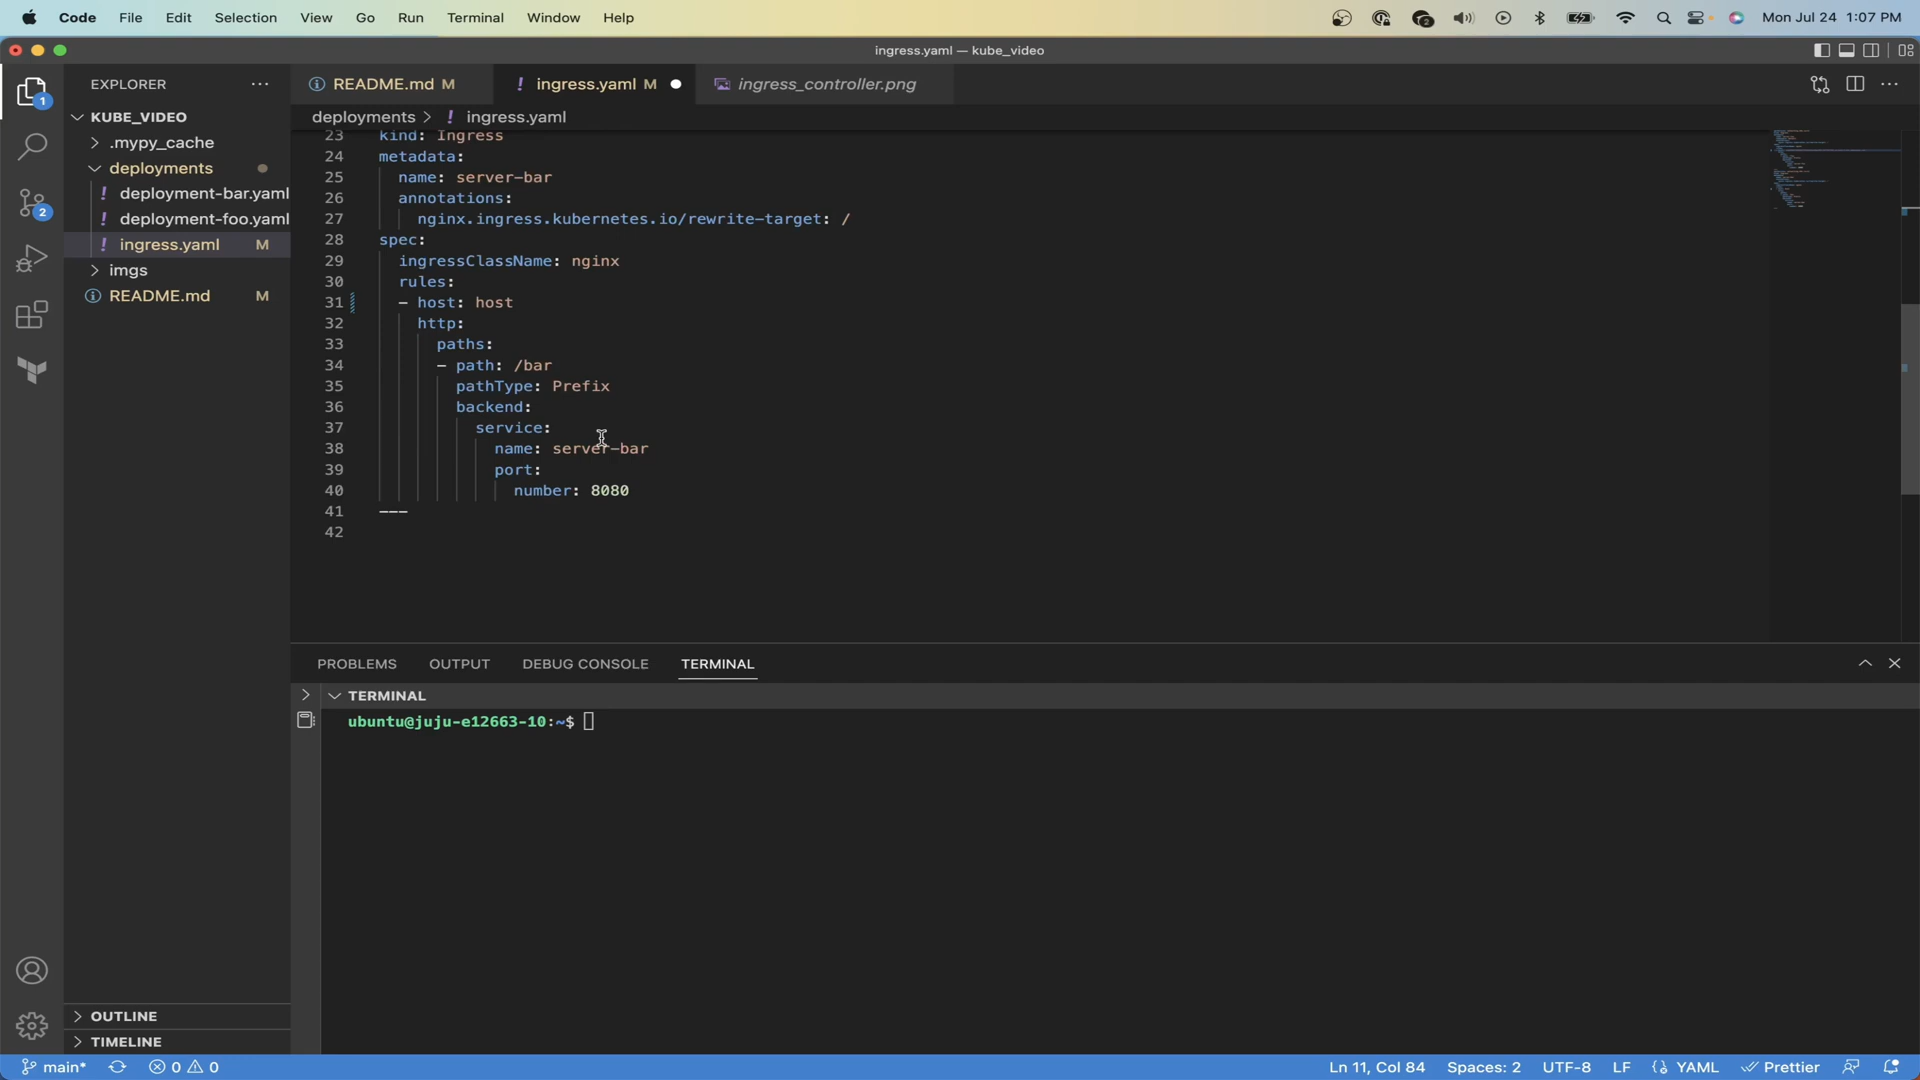 Code File Edit Selection View Go Run Terminal Window Help Mon Jul 24 1:07 PM
ingress.yaml — kube_video
EXPLORER
README.md M
! ingress.yaml M
ingress_controller.png
deployments > ! ingress.yaml
KUBE_VIDEO
.mypy_cache
deployments
! deployment-bar.yaml
! deployment-foo.yaml
! ingress.yaml M
imgs
README.md M
1
2
23 kind: Ingress
24 metadata:
25 name: server-bar
26 annotations:
27 nginx.ingress.kubernetes.io/rewrite-target: /
28 spec:
29 ingressClassName: nginx
30 rules:
31 - host: host
32 http:
33 paths:
34 - path: /bar
35 pathType: Prefix
36 backend:
37 service:
38 name: server-bar
39 port:
40 number: 8080
41 ---
42
PROBLEMS OUTPUT DEBUG CONSOLE TERMINAL
TERMINAL
ubuntu@juju-e12663-10:~$
OUTLINE
TIMELINE
main* 0 0 Ln 11, Col 84 Spaces: 2 UTF-8 LF {} YAML Prettier